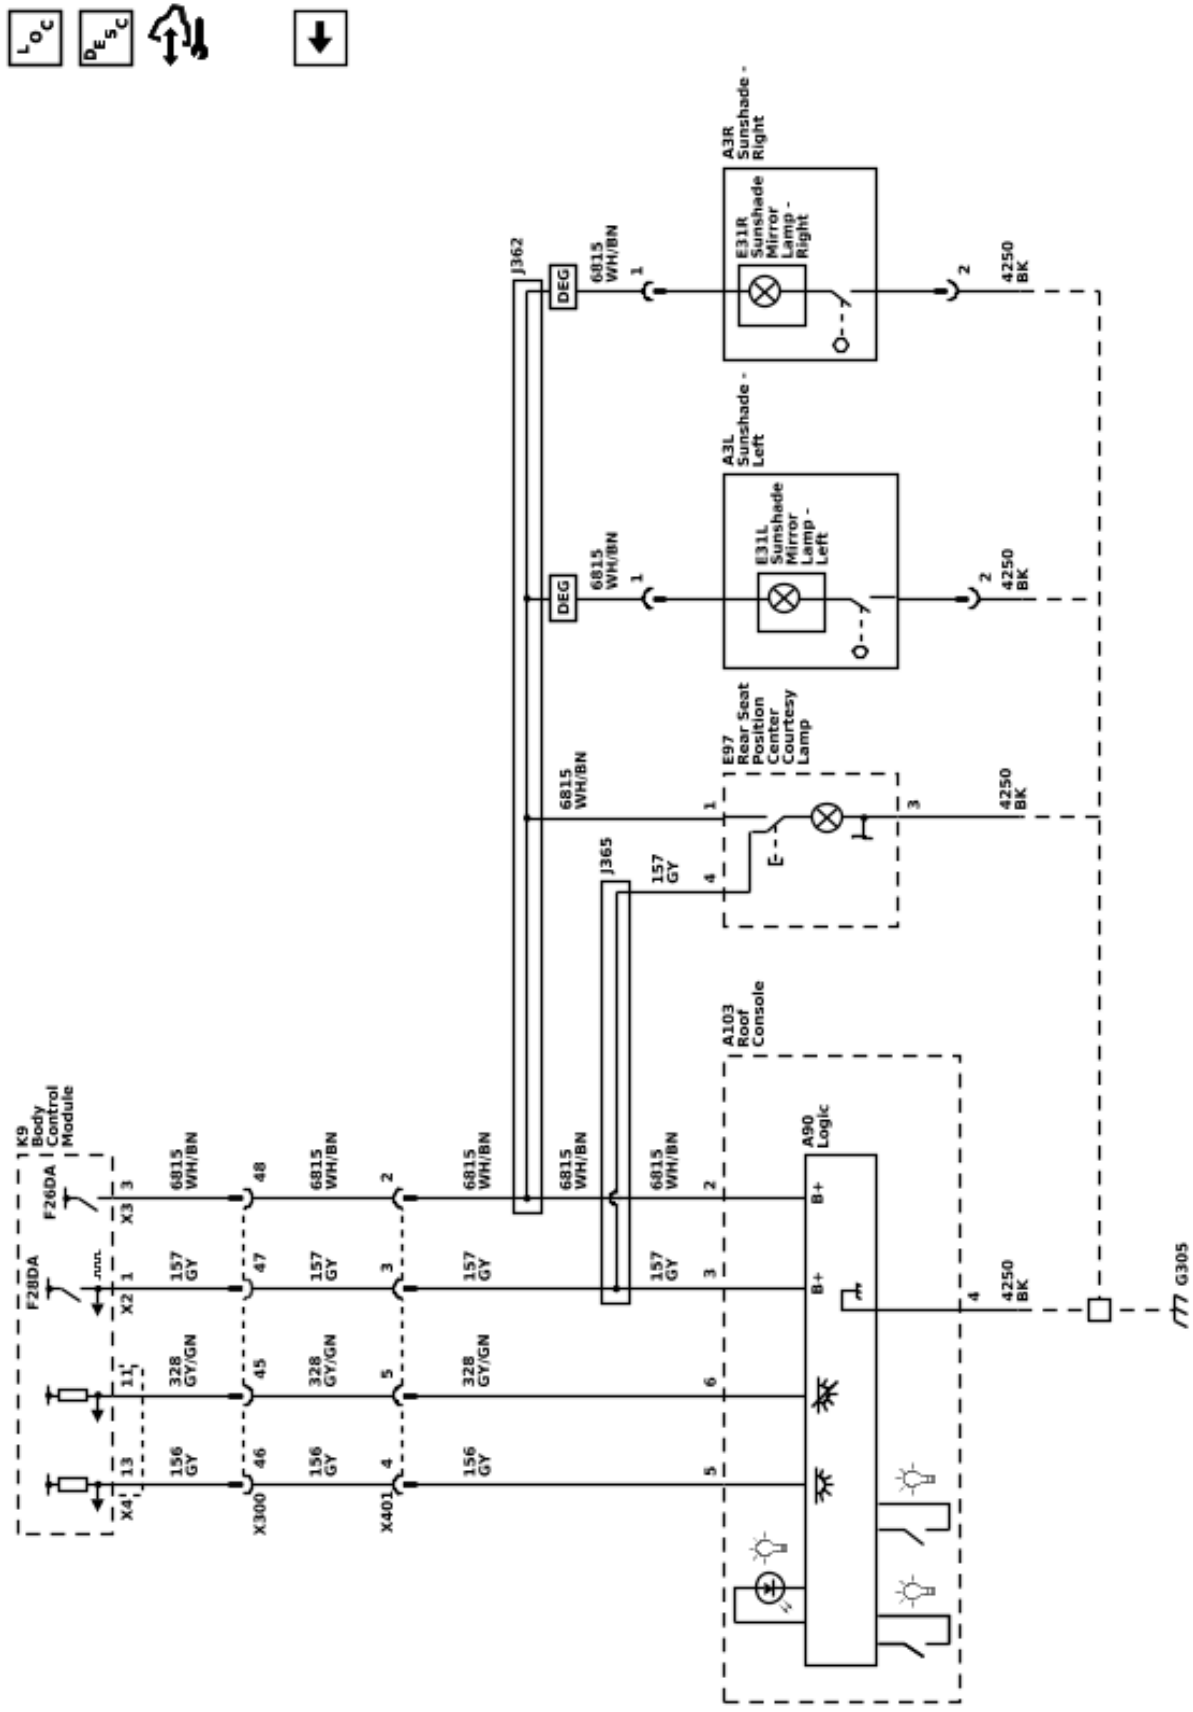 LOC
DESC
K9
Body
Control
Module
F28DA
F26DA
X4
13
11
X2
1
X3
3
156
GY
328
GY/GN
157
GY
6815
WH/BN
X300
46
45
47
48
156
GY
328
GY/GN
157
GY
6815
WH/BN
X401
4
5
3
2
156
GY
328
GY/GN
157
GY
6815
WH/BN
J362
DEG
DEG
6815
WH/BN
6815
WH/BN
6815
WH/BN
6815
WH/BN
1
1
J365
157
GY
6815
WH/BN
157
GY
5
6
3
2
4
1
A103
Roof
Console
E97
Rear Seat
Position
Center
Courtesy
Lamp
A3L
Sunshade -
Left
A3R
Sunshade -
Right
E31L
Sunshade
Mirror
Lamp -
Left
E31R
Sunshade
Mirror
Lamp -
Right
A90
Logic
B+
B+
4
3
2
2
4250
BK
4250
BK
4250
BK
4250
BK
G305